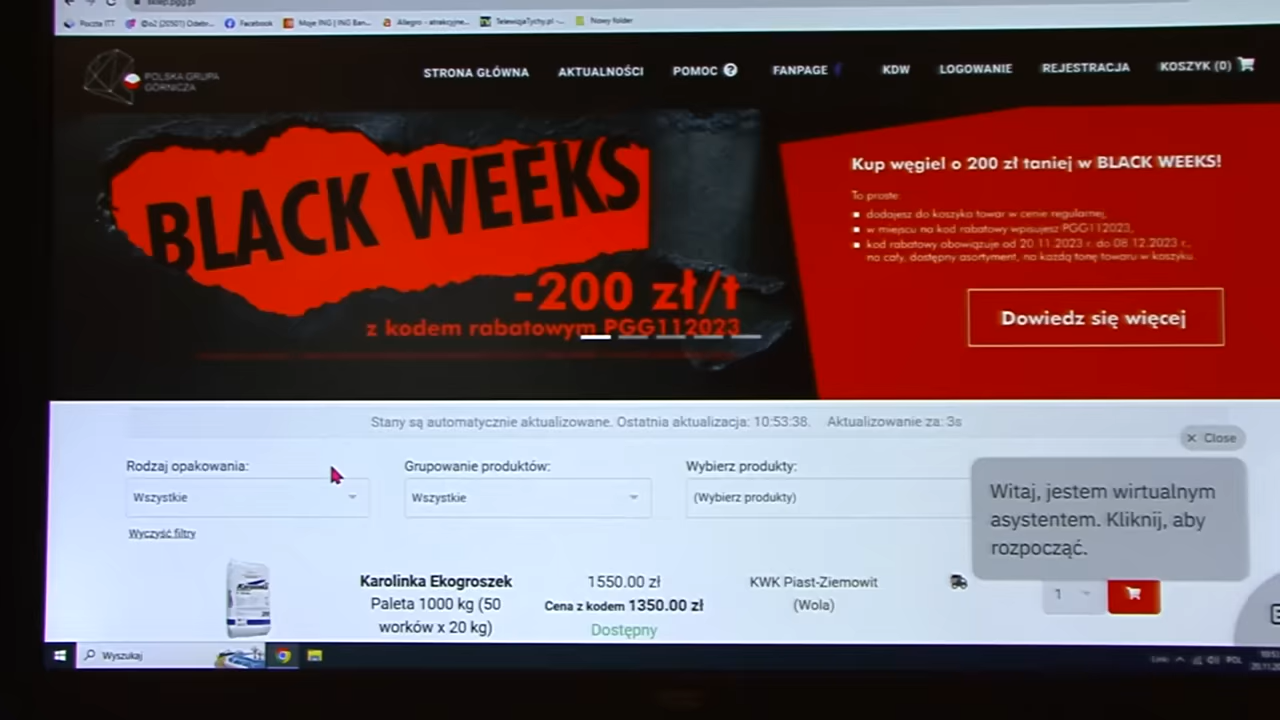 sklep.pgg.pl
Poczta ITT
Facebook
Moje ING | ING Ban...
Allegro - atrakcyjne...
TelewizjaTychy.pl -...
Nowy folder
POLSKA GRUPA
GÓRNICZA
STRONA GŁÓWNA
AKTUALNOŚCI
POMOC ?
FANPAGE f
KDW
LOGOWANIE
REJESTRACJA
KOSZYK (0)
BLACK WEEKS
-200 zł/t
z kodem rabatowym PGG112023
Kup węgiel o 200 zł taniej w BLACK WEEKS!
To proste:
dodajesz do koszyka towar w cenie regularnej,
w miejscu na kod rabatowy wpisujesz PGG112023,
kod rabatowy obowiązuje od 20.11.2023 r. do 08.12.2023 r.,
na cały, dostępny asortyment, na każdą tonę towaru w koszyku.
Dowiedz się więcej
Stany są automatycznie aktualizowane. Ostatnia aktualizacja: 10:53:38. Aktualizowanie za: 3s
× Close
Rodzaj opakowania:
Grupowanie produktów:
Wybierz produkty:
Wszystkie
Wszystkie
(Wybierz produkty)
Wyczyść filtry
Witaj, jestem wirtualnym
asystentem. Kliknij, aby
rozpocząć.
Karolinka Ekogroszek
Paleta 1000 kg (50
worków x 20 kg)
1550.00 zł
Cena z kodem 1350.00 zł
Dostępny
KWK Piast-Ziemowit
(Wola)
1
Wyszukaj
POL